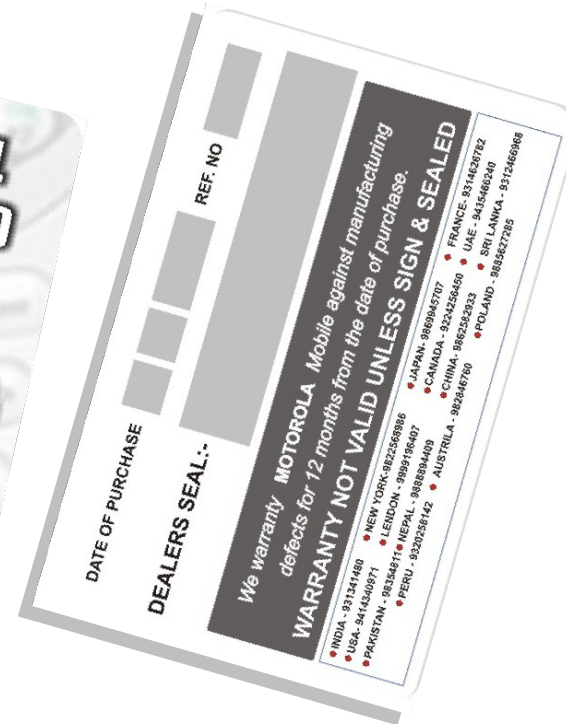 DATE OF PURCHASE REF. NO
DEALERS SEAL:-
We warranty MOTOROLA Mobile against manufacturing
defects for 12 months from the date of purchase.
WARRANTY NOT VALID UNLESS SIGN & SEALED
INDIA - 931341480 NEW YORK-9822568986 JAPAN- 9869945707 FRANCE- 9314626782
USA- 9414340971 LENDON - 9999196407 CANADA - 9224256450 UAE - 9435466240
PAKISTAN - 98354811 NEPAL - 9888894409 CHINA- 9862582933 SRI LANKA - 9312466968
PERU - 9320258142 AUSTRILA - 982846760 POLAND - 9885627285